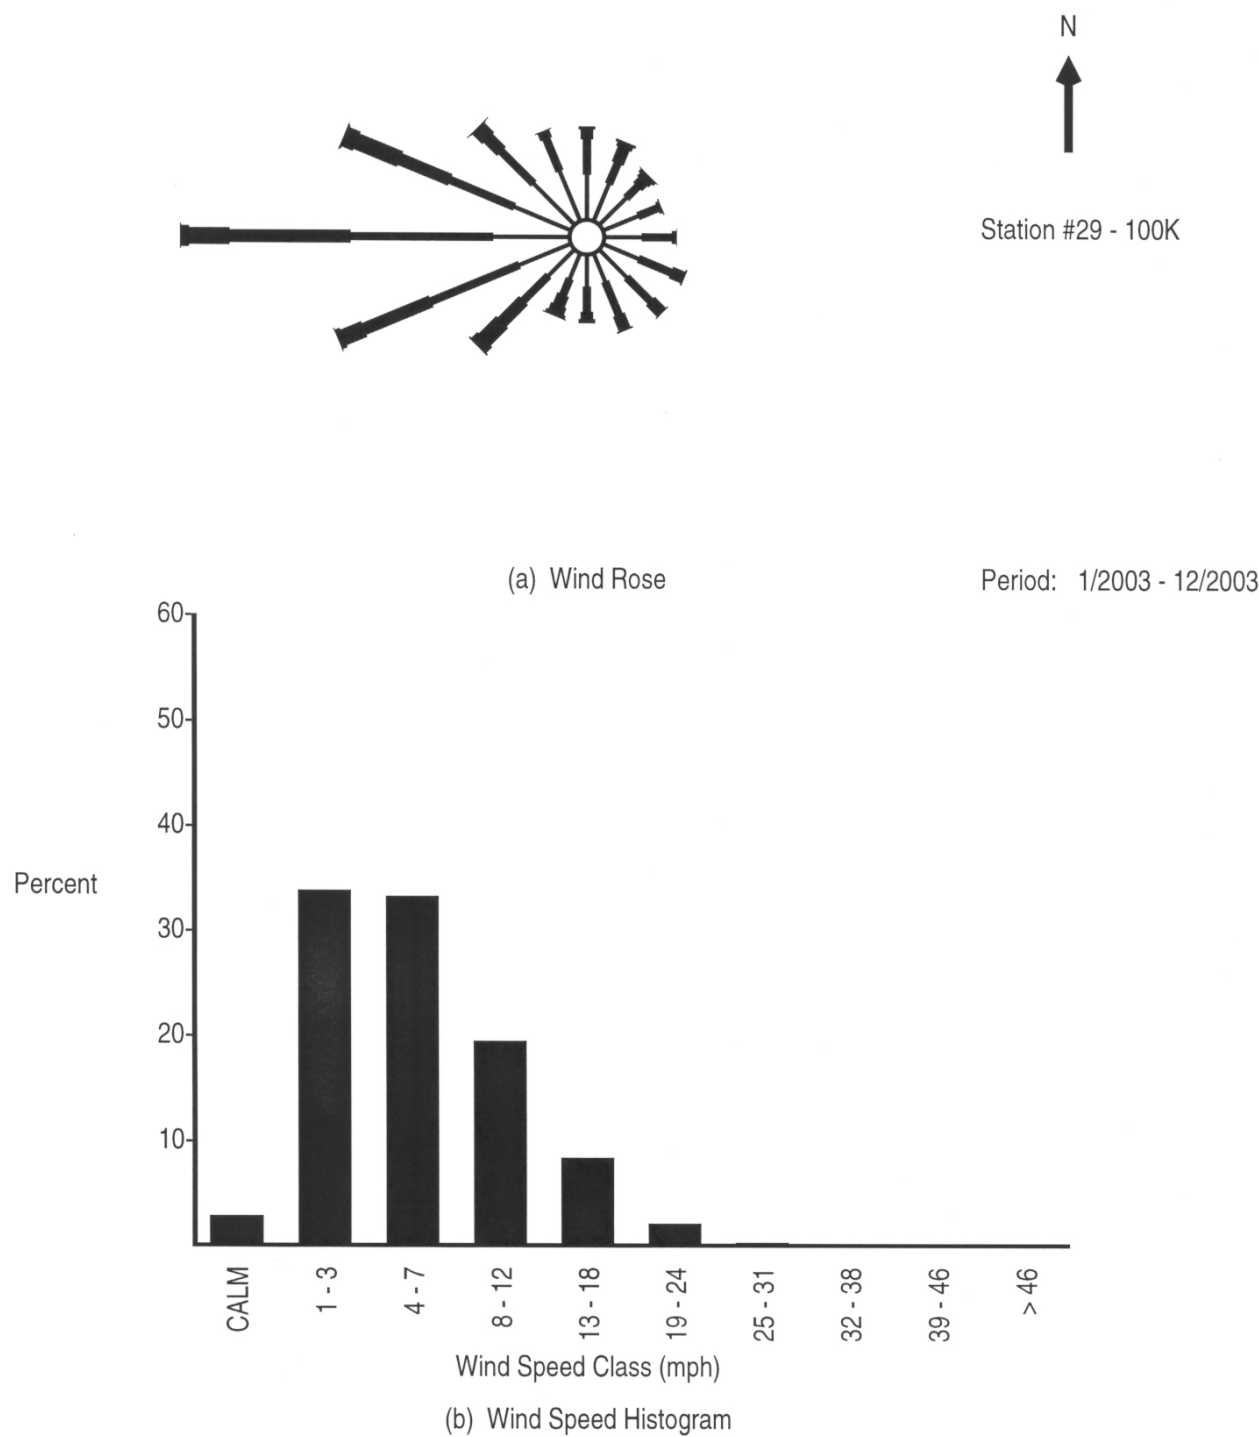 N
Station #29 - 100K
(a) Wind Rose
Period: 1/2003 - 12/2003
60
50
40
30
20
10
Percent
CALM
1 - 3
4 - 7
8 - 12
13 - 18
19 - 24
25 - 31
32 - 38
39 - 46
> 46
Wind Speed Class (mph)
(b) Wind Speed Histogram